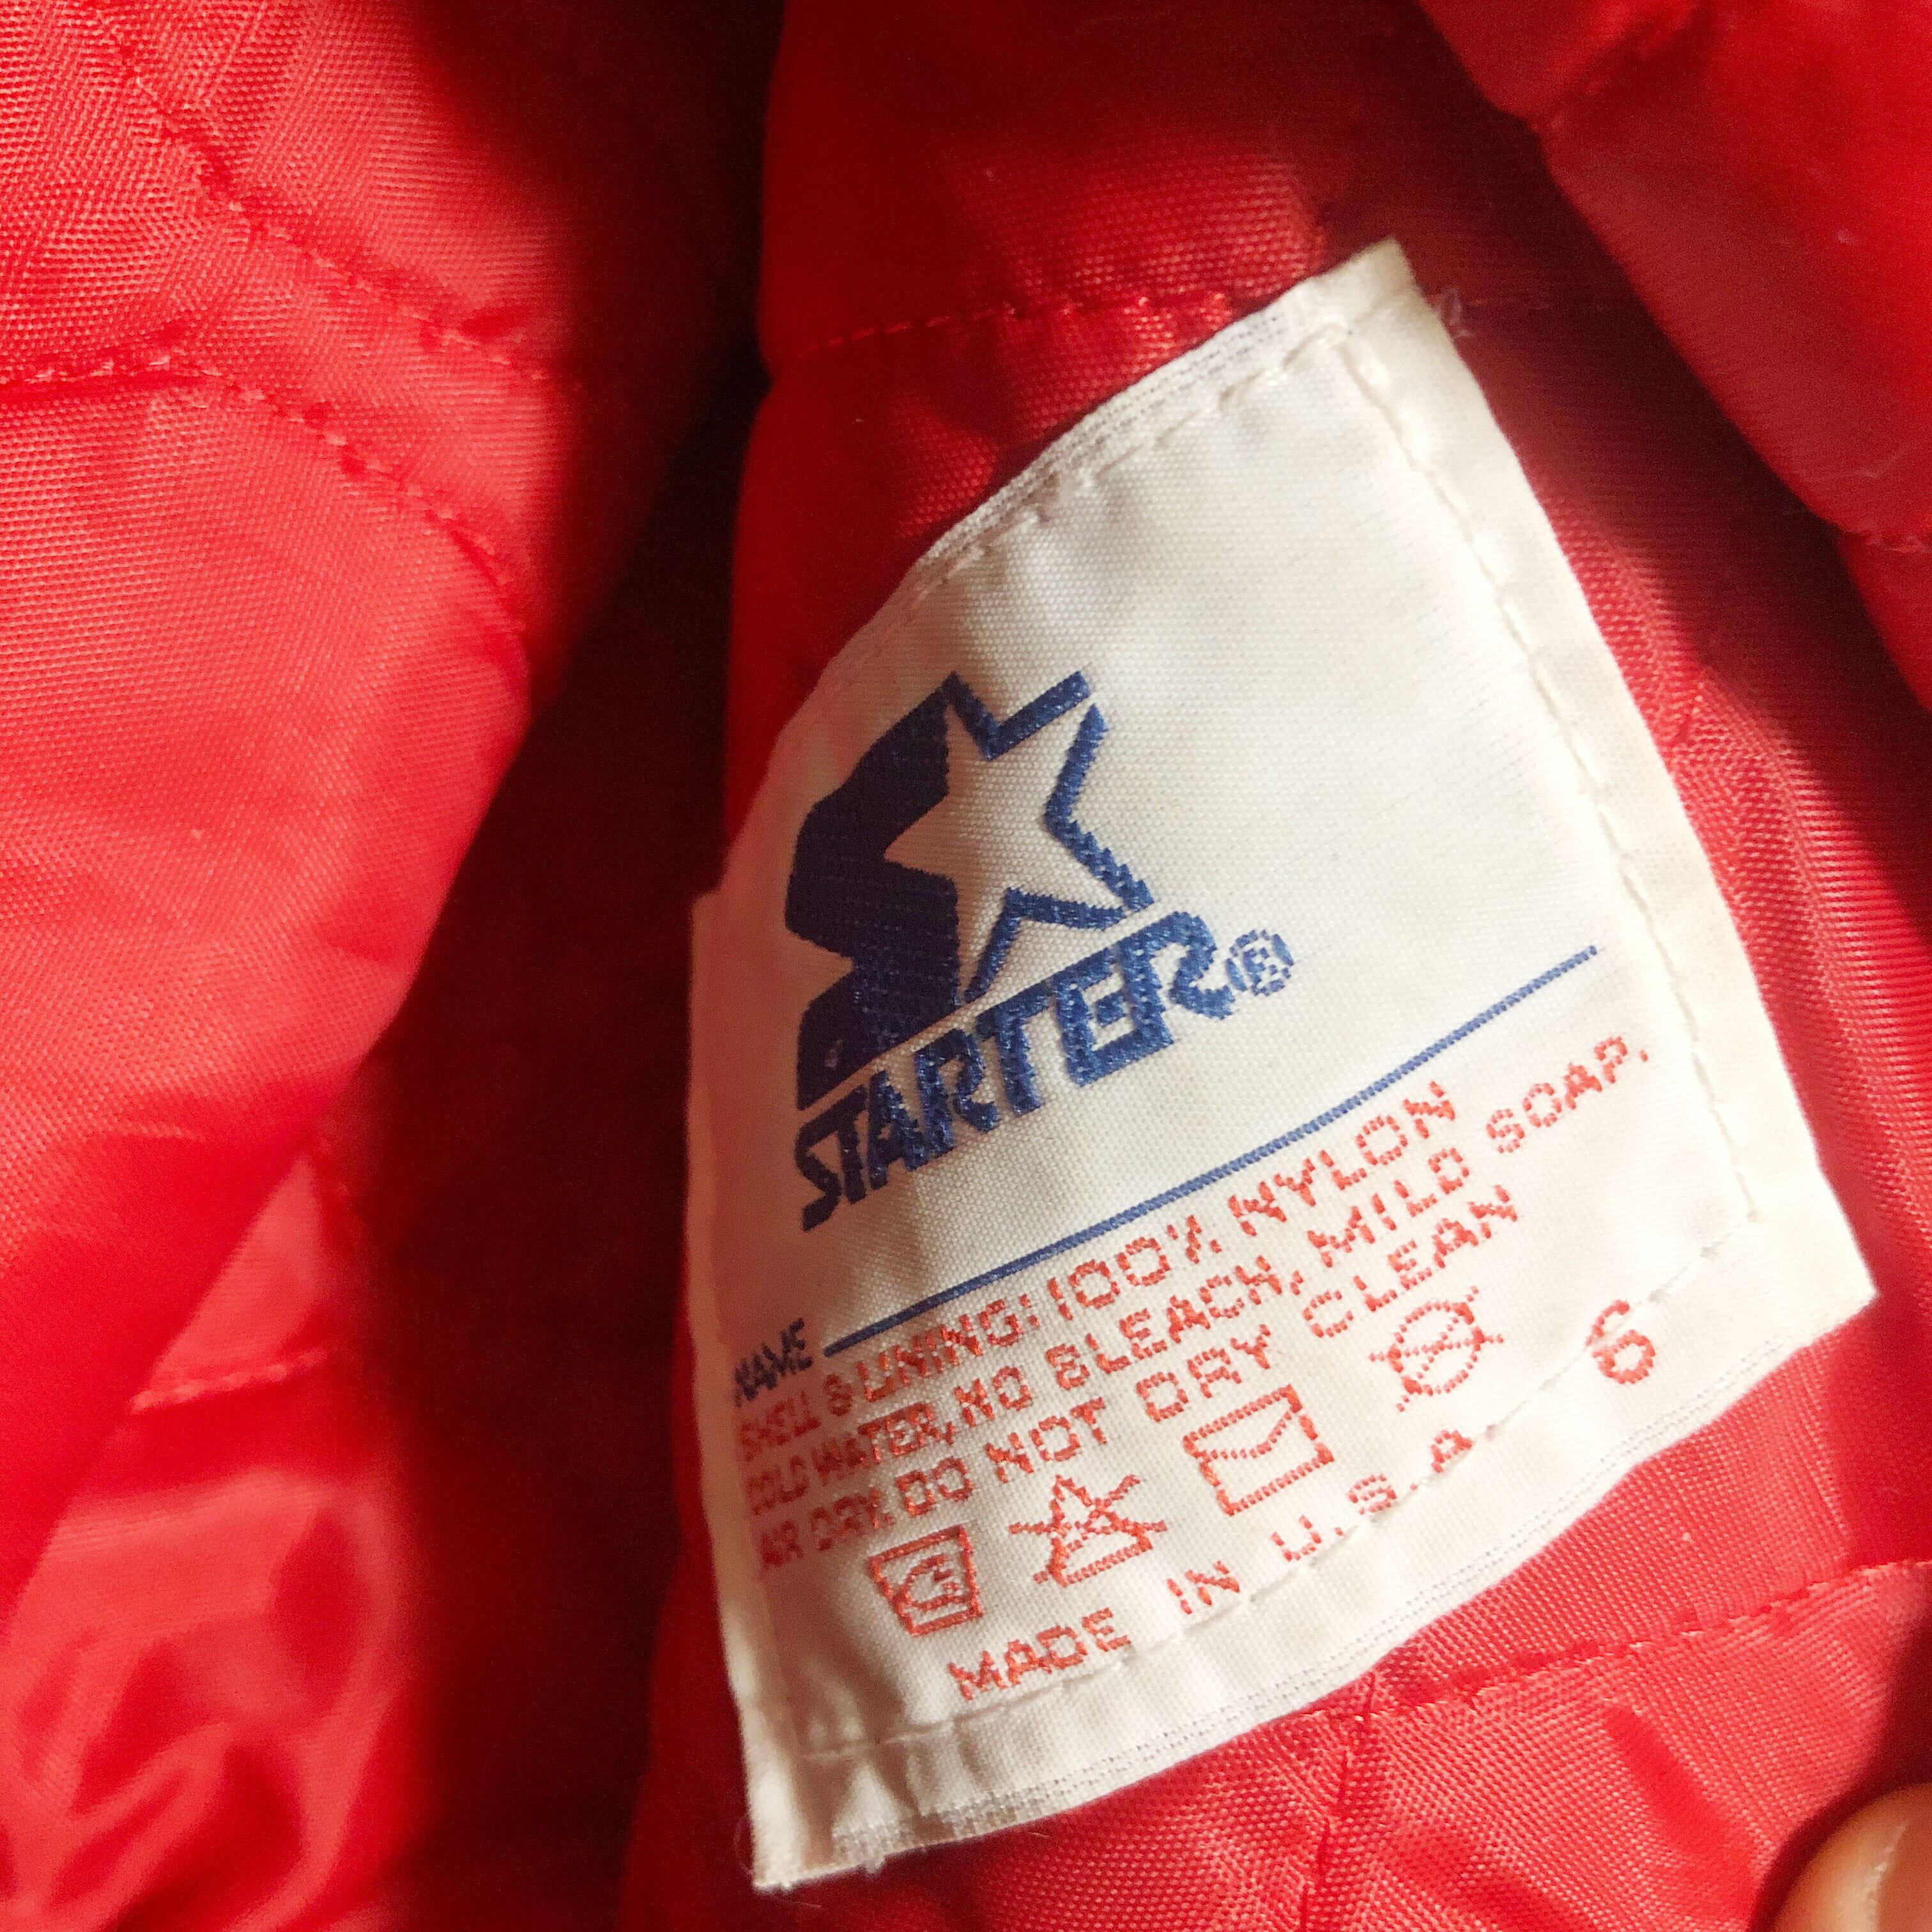 STARTER®
NAME
SHELL & LINING: 100% NYLON
COLD WATER, NO BLEACH, MILD SOAP,
AIR DRY. DO NOT DRY CLEAN
MADE IN U.S.A. 6